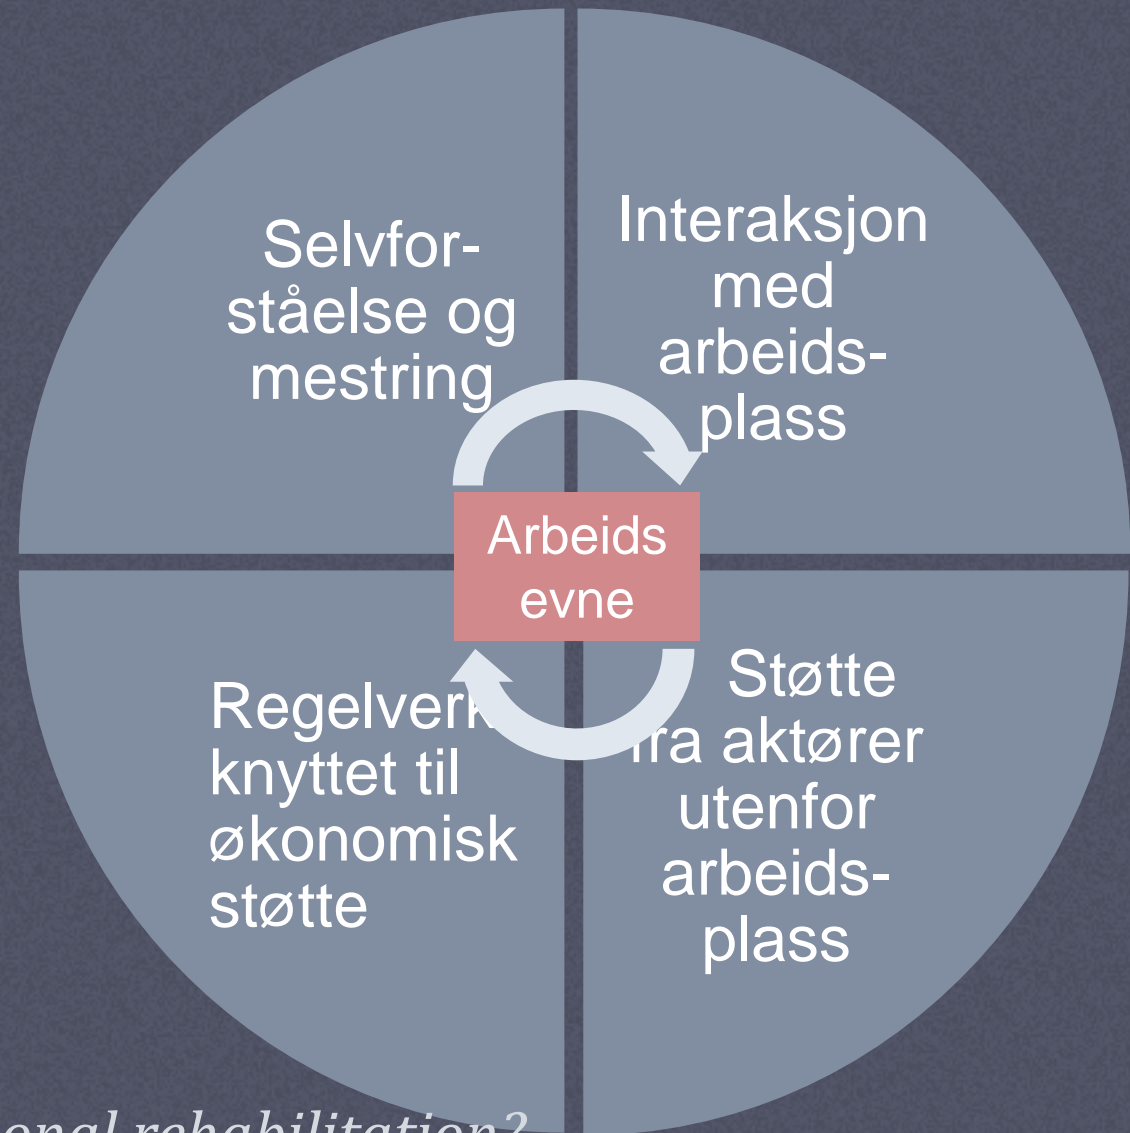 Selvfor-
ståelse og
mestring
Interaksjon
med
arbeids-
plass
Arbeids
evne
Regelverk
knyttet til
økonomisk
støtte
Støtte
fra aktører
utenfor
arbeids-
plass
rehabilitation?